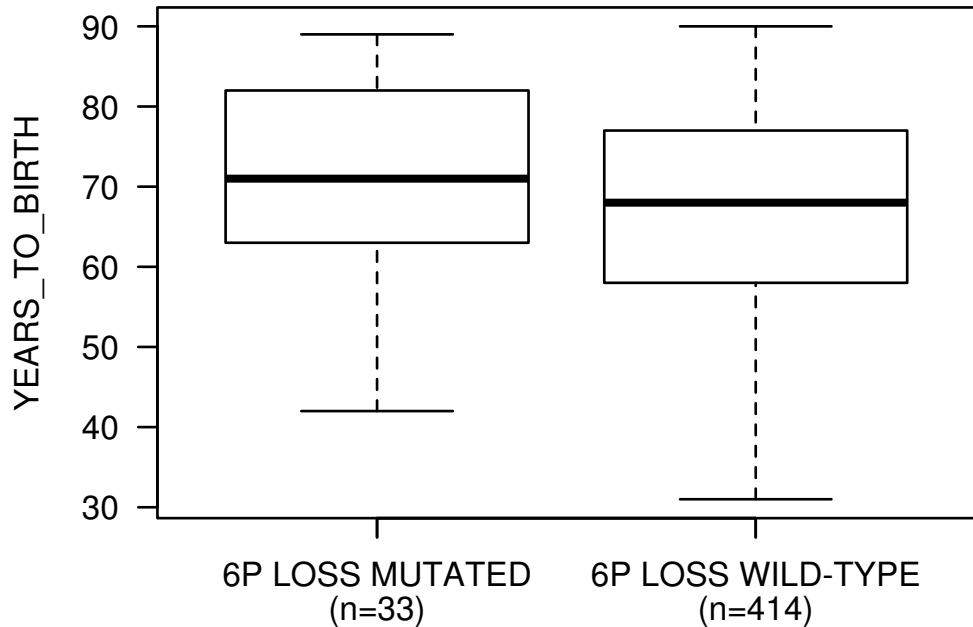 YEARS_TO_BIRTH
90
80
70
60
50
40
30
6P LOSS MUTATED
(n=33)
6P LOSS WILD-TYPE
(n=414)